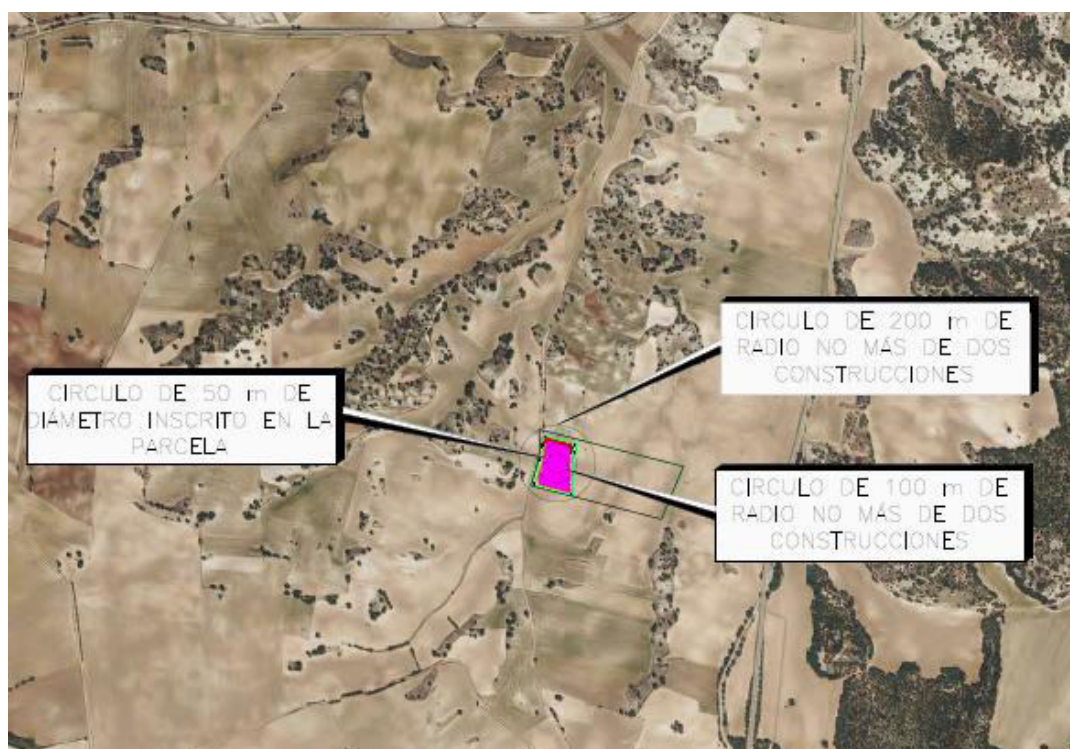 CIRCULO DE 200 m DE
RADIO NO MÁS DE DOS
CONSTRUCCIONES
CIRCULO DE 50 m DE
DIÁMETRO INSCRITO EN LA
PARCELA
CIRCULO DE 100 m DE
RADIO NO MÁS DE DOS
CONSTRUCCIONES